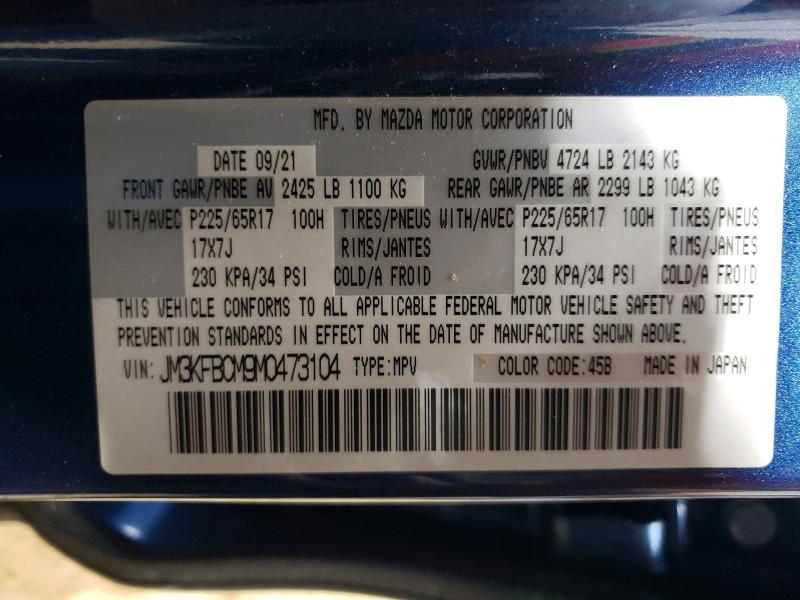 MFD. BY MAZDA MOTOR CORPORATION
DATE 09/21 GVWR/PNBV 4724 LB 2143 KG
FRONT GAWR/PNBE AV 2425 LB 1100 KG REAR GAWR/PNBE AR 2299 LB 1043 KG
WITH/AVEC P225/65R17 100H TIRES/PNEUS WITH/AVEC P225/65R17 100H TIRES/PNEUS
17X7J RIMS/JANTES 17X7J RIMS/JANTES
230 KPA/34 PSI COLD/A FROID 230 KPA/34 PSI COLD/A FROID
THIS VEHICLE CONFORMS TO ALL APPLICABLE FEDERAL MOTOR VEHICLE SAFETY AND THEFT
PREVENTION STANDARDS IN EFFECT ON THE DATE OF MANUFACTURE SHOWN ABOVE.
VIN: JM3KFBCM9M0473104 TYPE:MPV COLOR CODE:45B MADE IN JAPAN